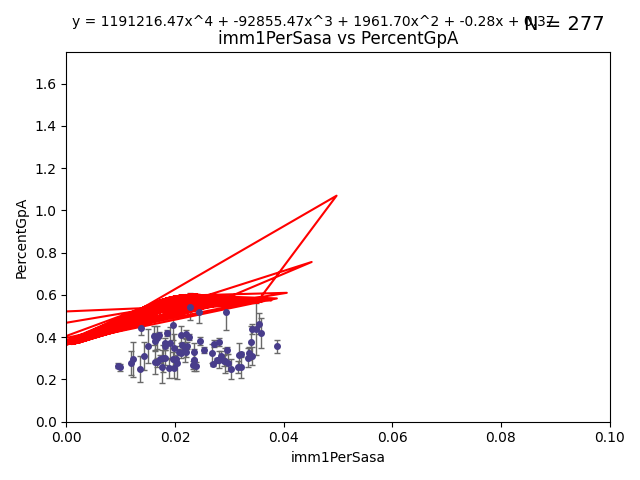 y = 1191216.47x^4 + -92855.47x^3 + 1961.70x^2 + -0.28x + 0.37
N = 277
imm1PerSasa vs PercentGpA
1.6
1.4
1.2
1.0
0.8
0.6
0.4
0.2
0.0
PercentGpA
0.00 0.02 0.04 0.06 0.08 0.10
imm1PerSasa